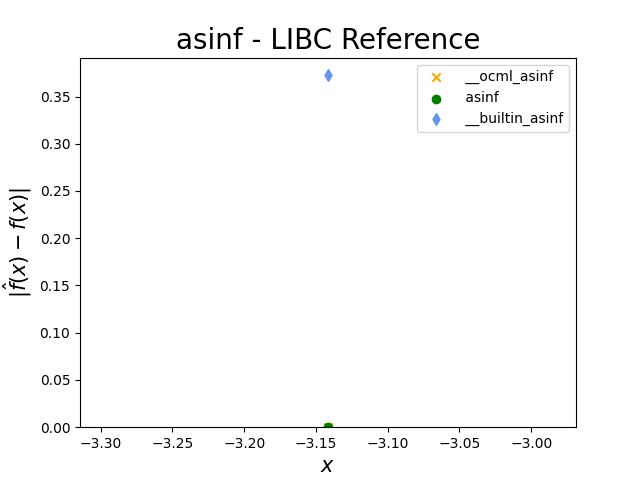 asinf - LIBC Reference
__ocml_asinf
asinf
__builtin_asinf
|f̂(x) − f(x)|
0.35
0.30
0.25
0.20
0.15
0.10
0.05
0.00
−3.30 −3.25 −3.20 −3.15 −3.10 −3.05 −3.00
x